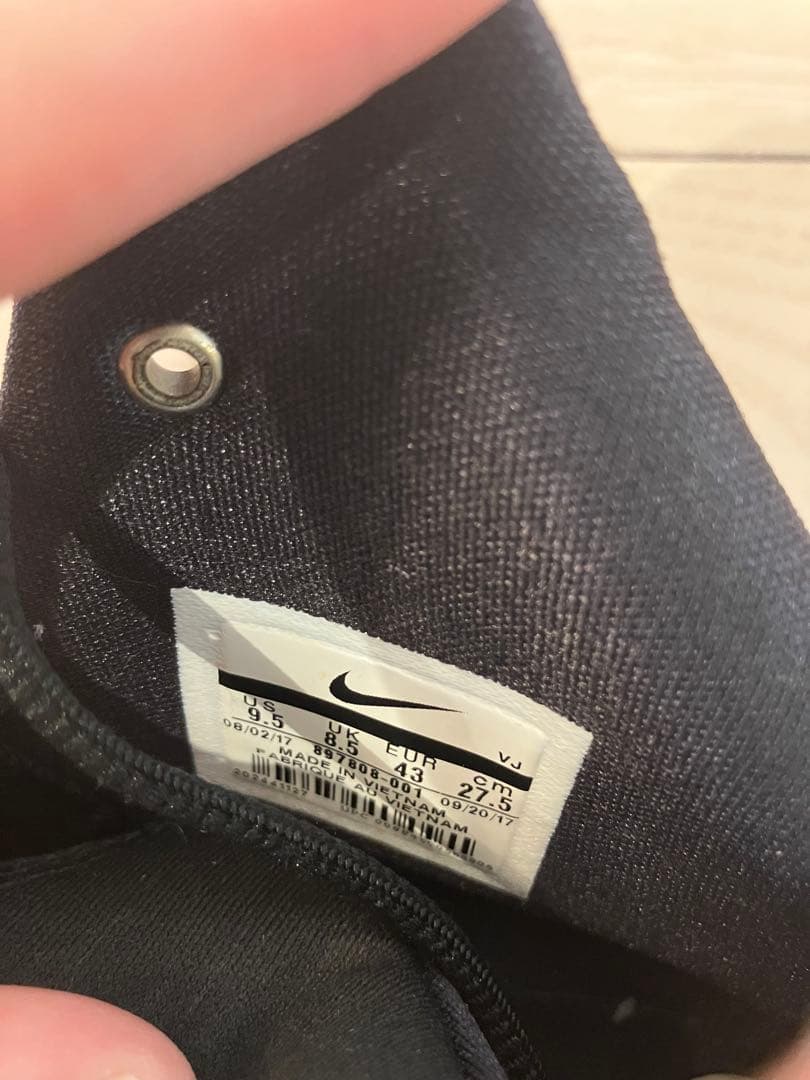 VJ
US UK EUR cm
9.5 8.5 43 27.5
08/02/17 897808-001 09/20/17
MADE IN VIETNAM
FABRIQUE AU VIETNAM
UPC